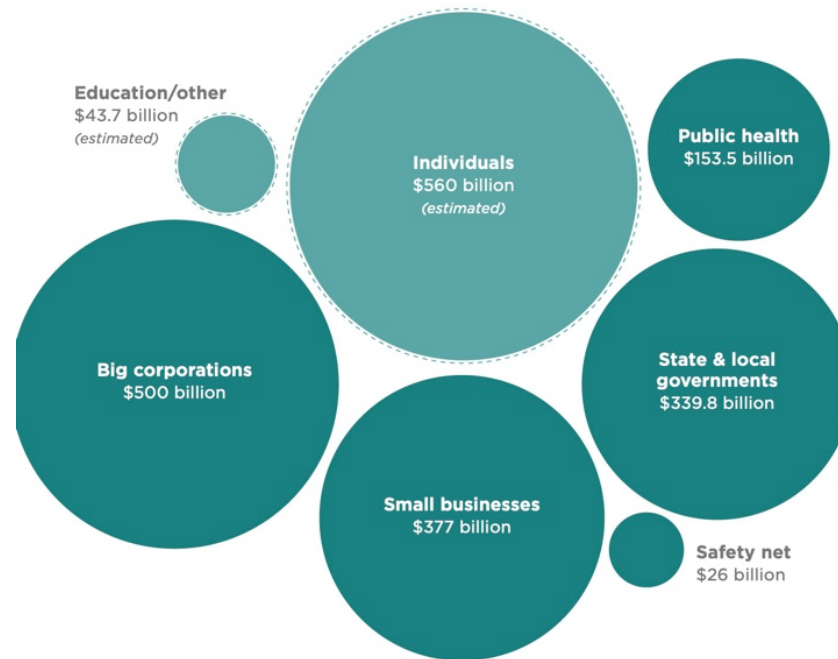 Education/other
$43.7 billion
(estimated)
Individuals
$560 billion
(estimated)
Public health
$153.5 billion
Big corporations
$500 billion
State & local
governments
$339.8 billion
Small businesses
$377 billion
Safety net
$26 billion